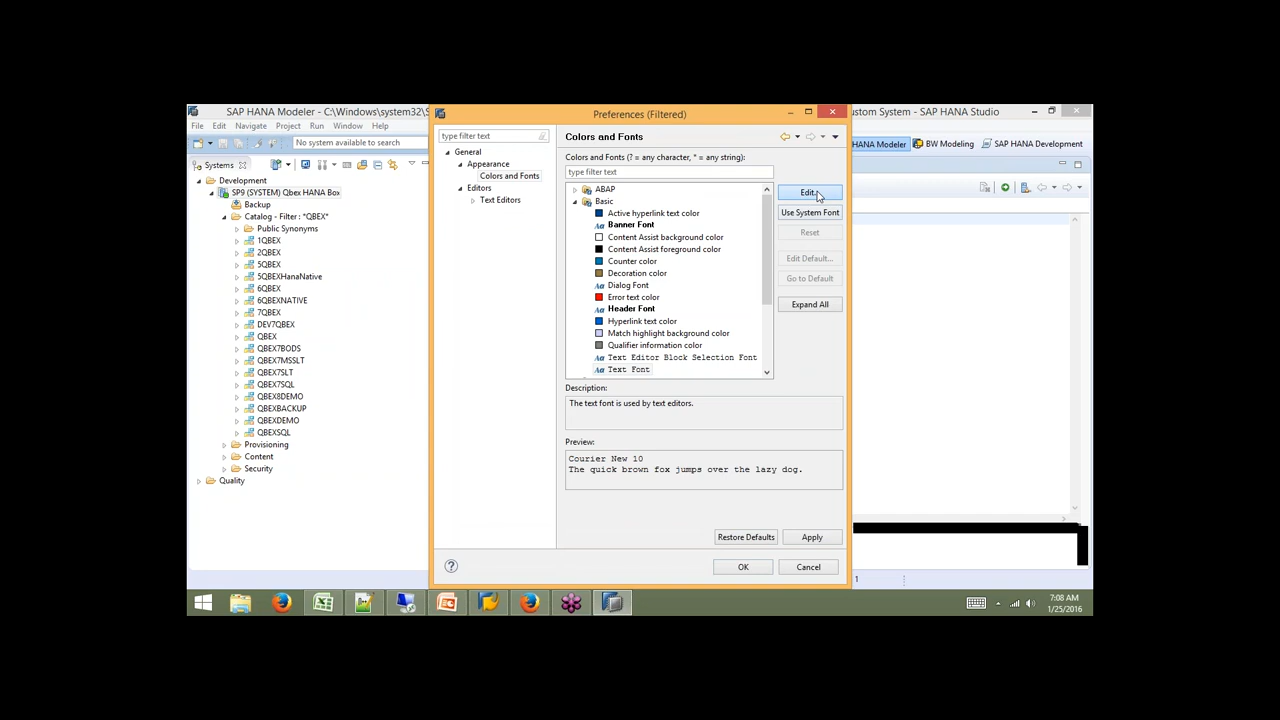 SAP HANA Modeler - C:\Windows\system32\S
Preferences (Filtered)
stom System - SAP HANA Studio
File Edit Navigate Project Run Window Help
No system available to search
HANA Modeler
BW Modeling
SAP HANA Development
Systems
Development
SP9 (SYSTEM) Qbex HANA Box
Backup
Catalog - Filter : "QBEX"
Public Synonyms
1QBEX
2QBEX
5QBEX
5QBEXHanaNative
6QBEX
6QBEXNATIVE
7QBEX
DEV7QBEX
QBEX
QBEX7BODS
QBEX7MSSLT
QBEX7SLT
QBEX7SQL
QBEX8DEMO
QBEXBACKUP
QBEXDEMO
QBEXSQL
Provisioning
Content
Security
Quality
type filter text
General
Appearance
Colors and Fonts
Editors
Text Editors
Colors and Fonts
Colors and Fonts (? = any character, * = any string):
type filter text
ABAP
Basic
Active hyperlink text color
Banner Font
Content Assist background color
Content Assist foreground color
Counter color
Decoration color
Dialog Font
Error text color
Header Font
Hyperlink text color
Match highlight background color
Qualifier information color
Text Editor Block Selection Font
Text Font
Edit...
Use System Font
Reset
Edit Default...
Go to Default
Expand All
Description:
The text font is used by text editors.
Preview:
Courier New 10
The quick brown fox jumps over the lazy dog.
Restore Defaults
Apply
OK
Cancel
1
7:08 AM
1/25/2016